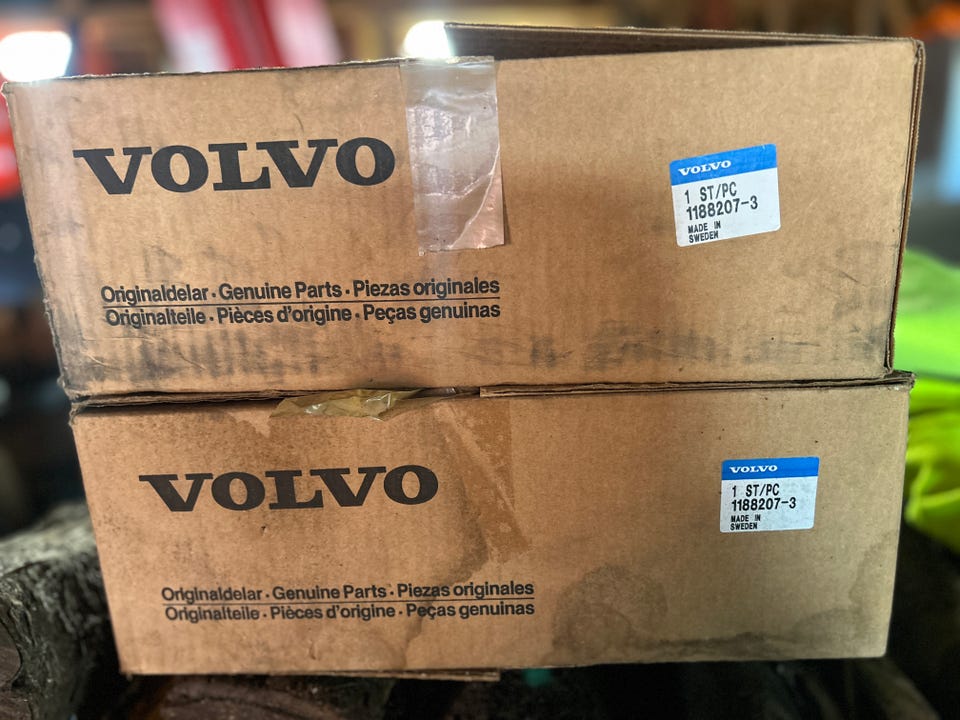 VOLVO
Originaldelar · Genuine Parts · Piezas originales
Originalteile · Pièces d'origine · Peças genuinas
VOLVO
1 ST/PC
1188207-3
MADE IN
SWEDEN
VOLVO
Originaldelar · Genuine Parts · Piezas originales
Originalteile · Pièces d'origine · Peças genuinas
VOLVO
1 ST/PC
1188207-3
MADE IN
SWEDEN